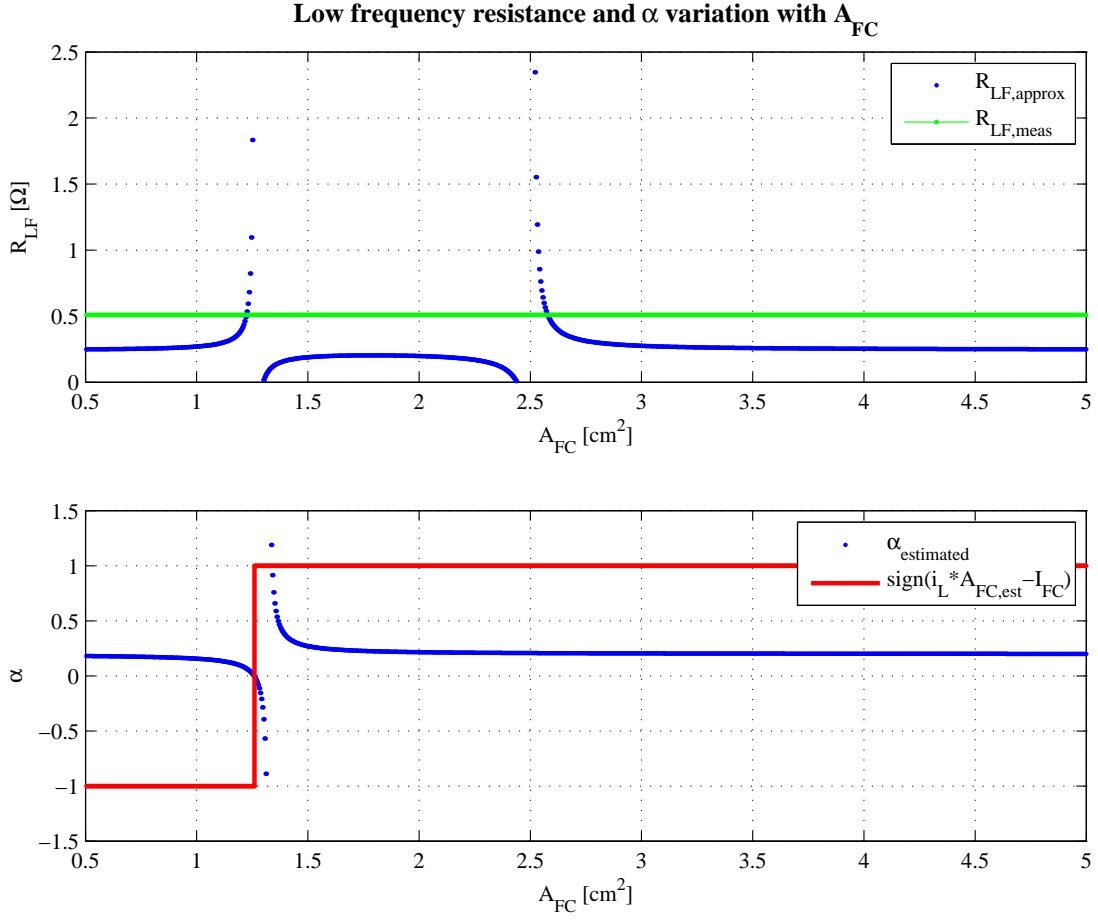 Low frequency resistance and α variation with A_FC
2.5
2
1.5
1
0.5
0
R_LF [Ω]
R_LF,approx
R_LF,meas
0.5 1 1.5 2 2.5 3 3.5 4 4.5 5
A_FC [cm²]
1.5
1
0.5
0
−0.5
−1
−1.5
α
α_estimated
sign(i_L*A_FC,est−I_FC)
0.5 1 1.5 2 2.5 3 3.5 4 4.5 5
A_FC [cm²]